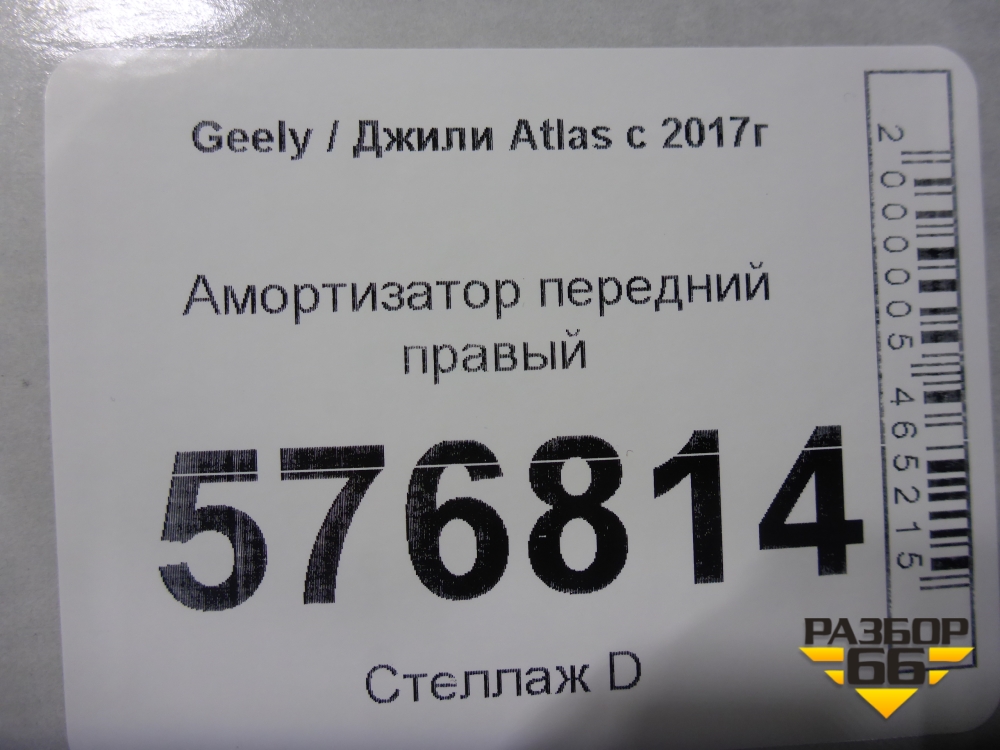 Geely / Джили Atlas с 2017г
Амортизатор передний
правый
576814
Стеллаж D
2000005465215
РАЗБОР
66